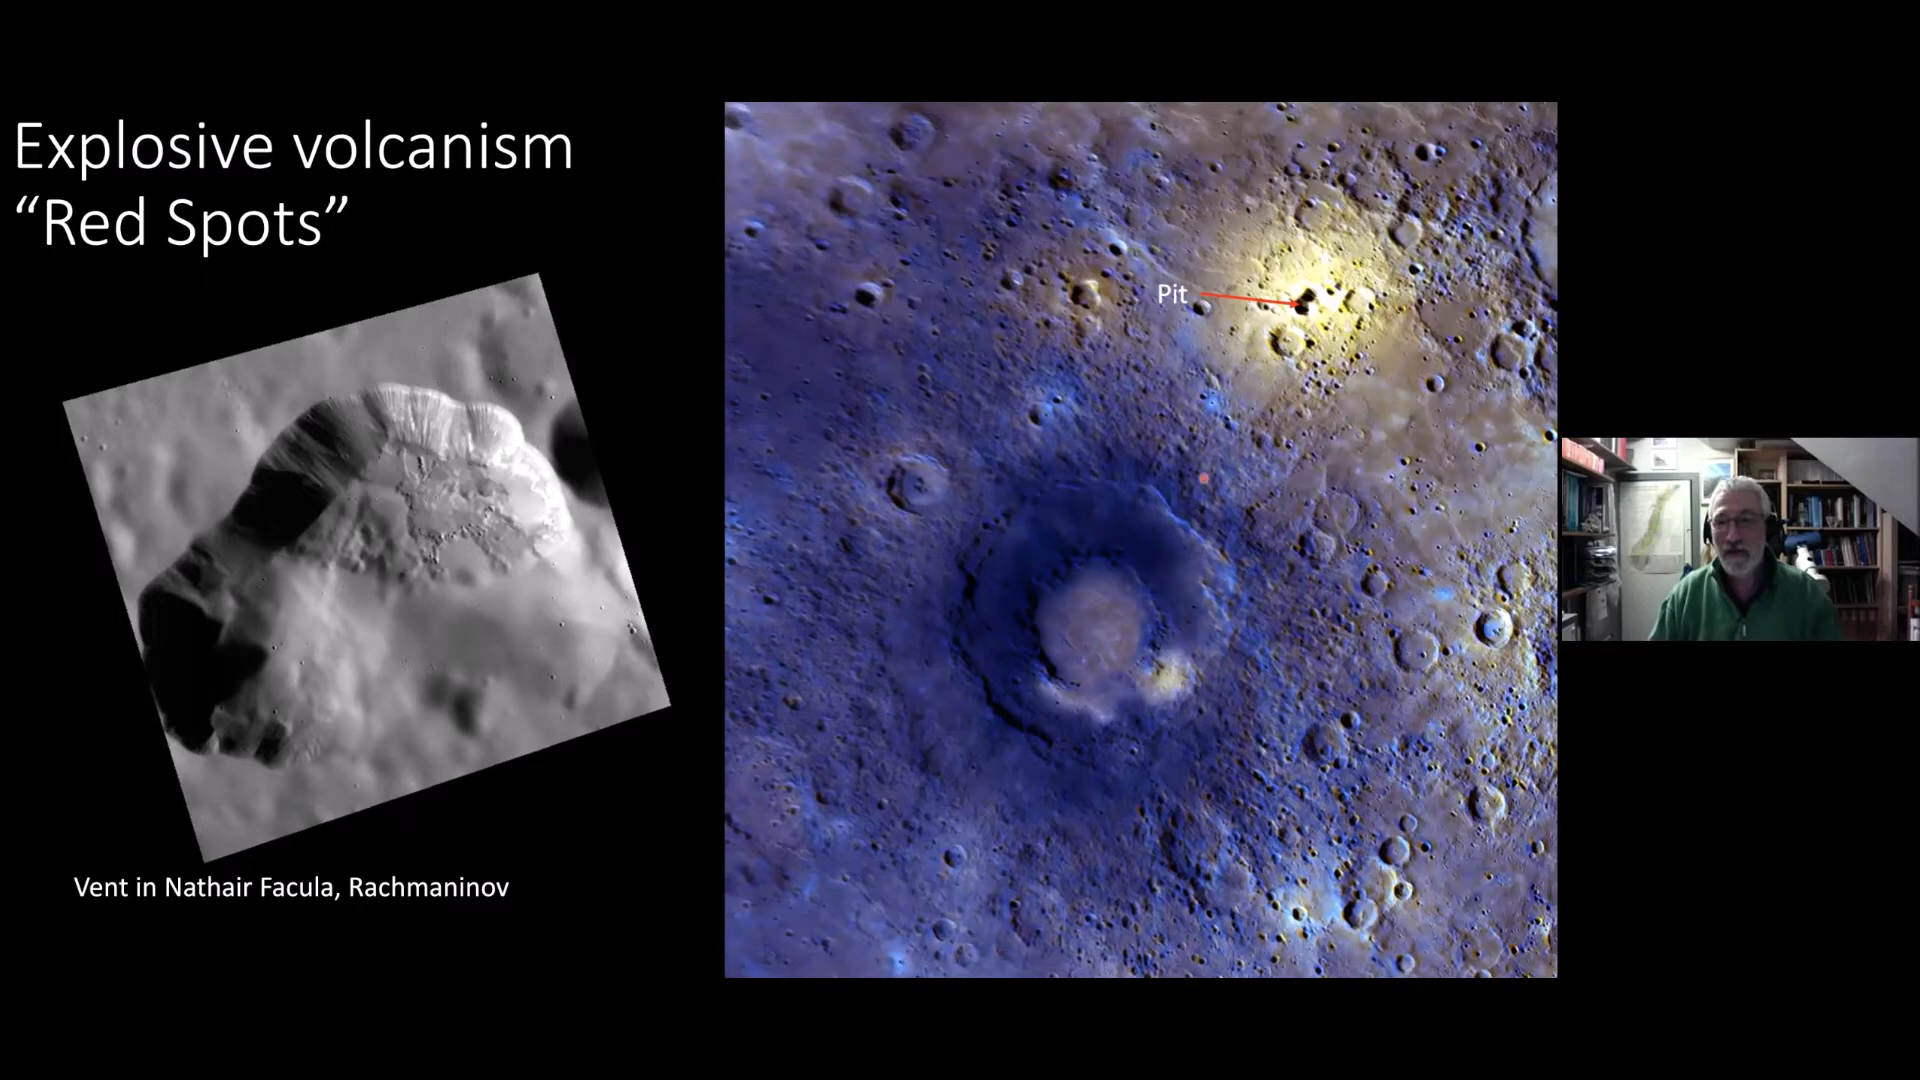 Explosive volcanism
“Red Spots”
Pit
Vent in Nathair Facula, Rachmaninov